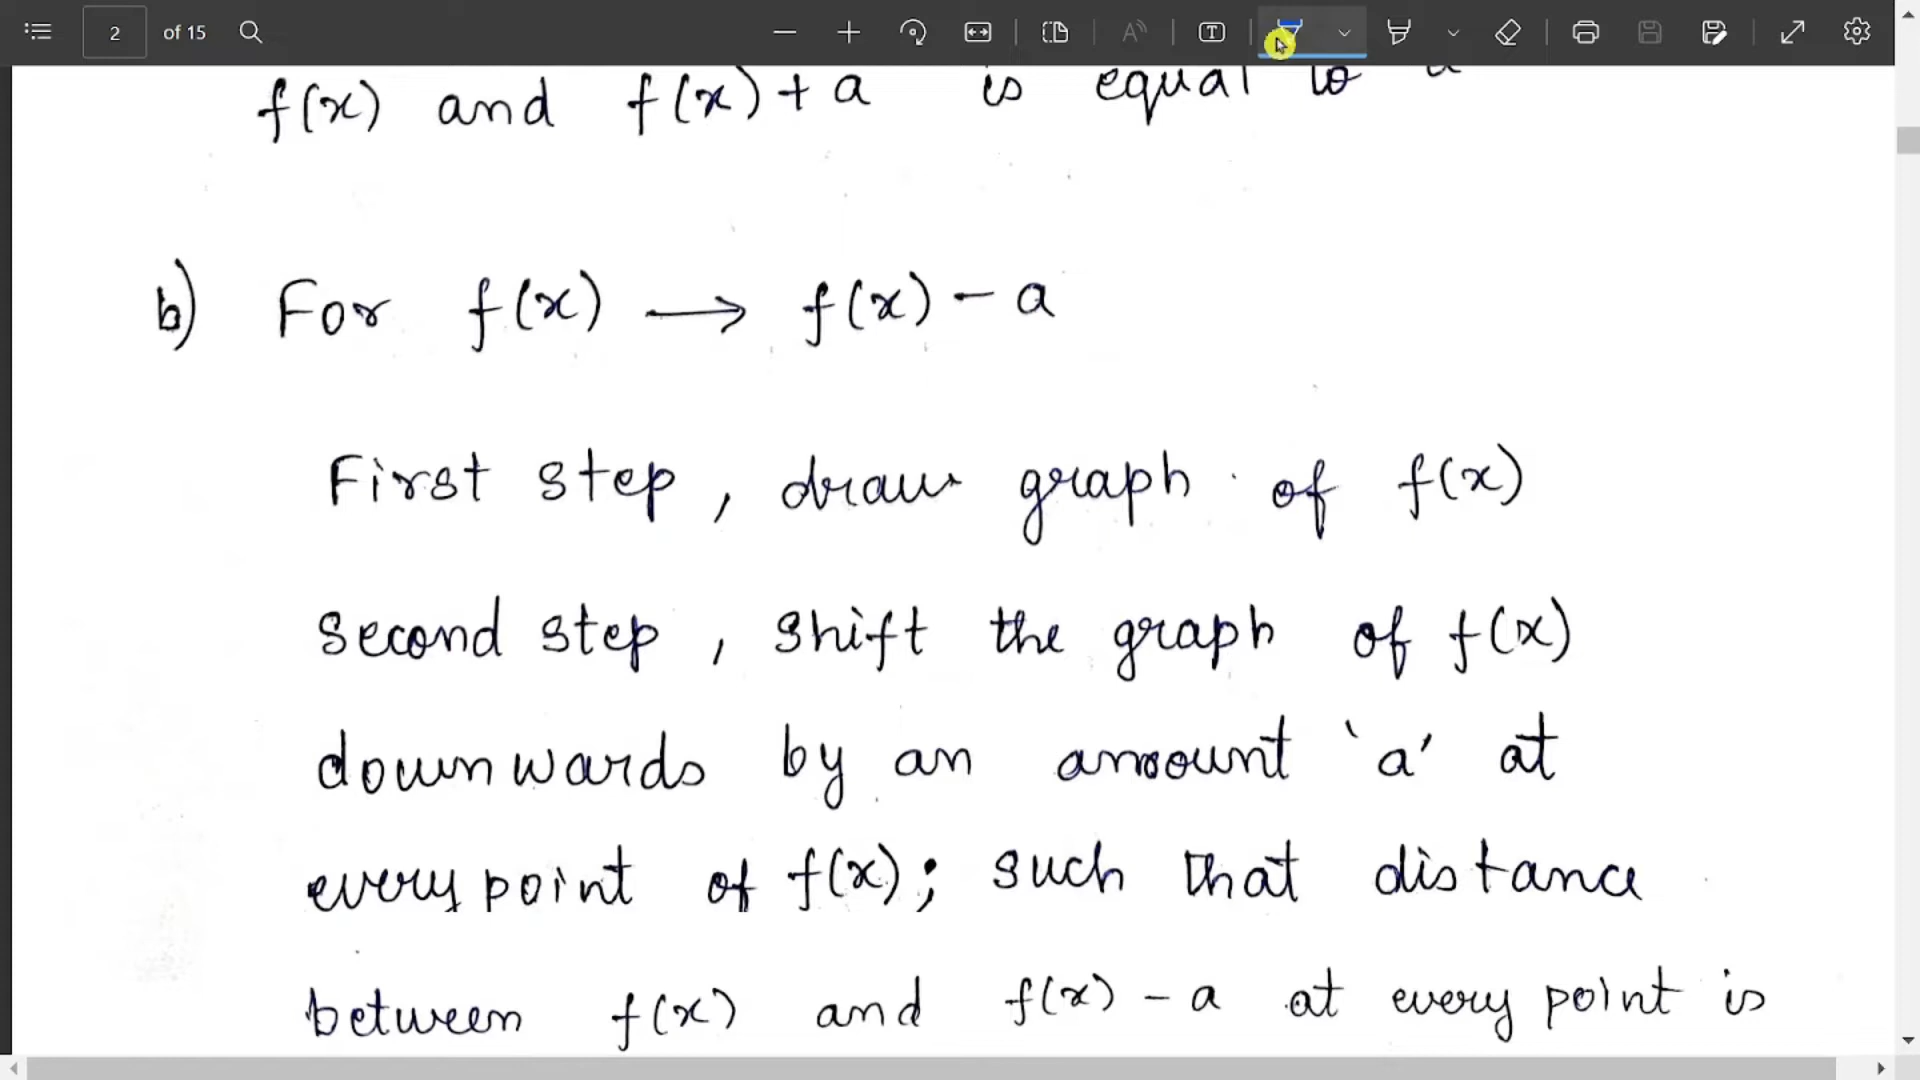 2 of 15
f(x) and f(x)+a is equal to a
b) For f(x) → f(x) - a
First step, draw graph of f(x)
Second step, shift the graph of f(x)
downwards by an amount 'a' at
every point of f(x); such that distance
between f(x) and f(x) - a at every point is